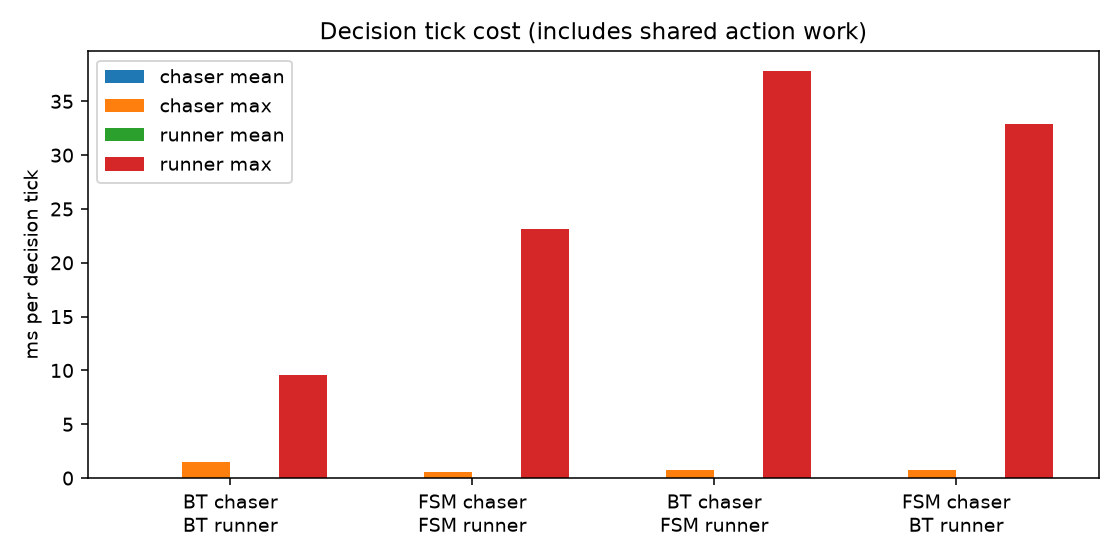 Decision tick cost (includes shared action work)
chaser mean
chaser max
runner mean
runner max
ms per decision tick
35
30
25
20
15
10
5
0
BT chaser
BT runner
FSM chaser
FSM runner
BT chaser
FSM runner
FSM chaser
BT runner